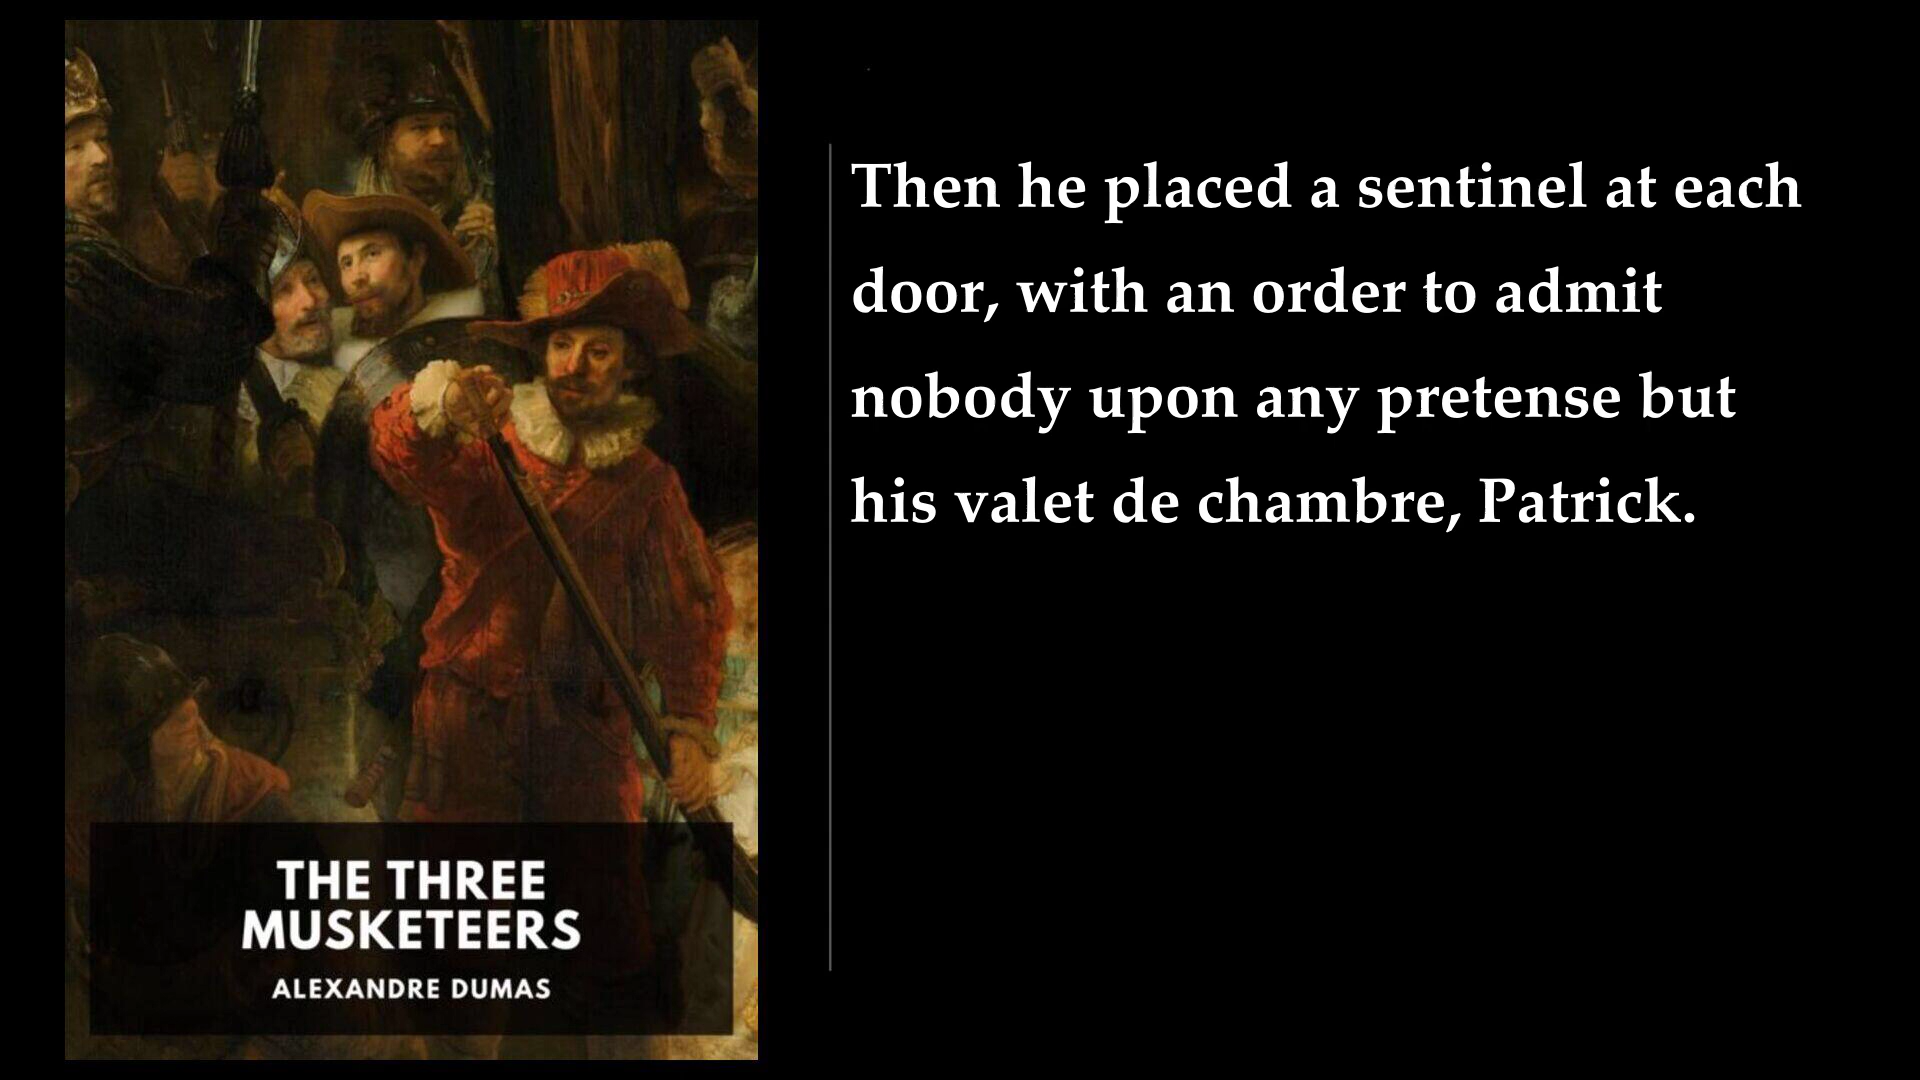 THE THREE
MUSKETEERS
ALEXANDRE DUMAS
Then he placed a sentinel at each
door, with an order to admit
nobody upon any pretense but
his valet de chambre, Patrick.